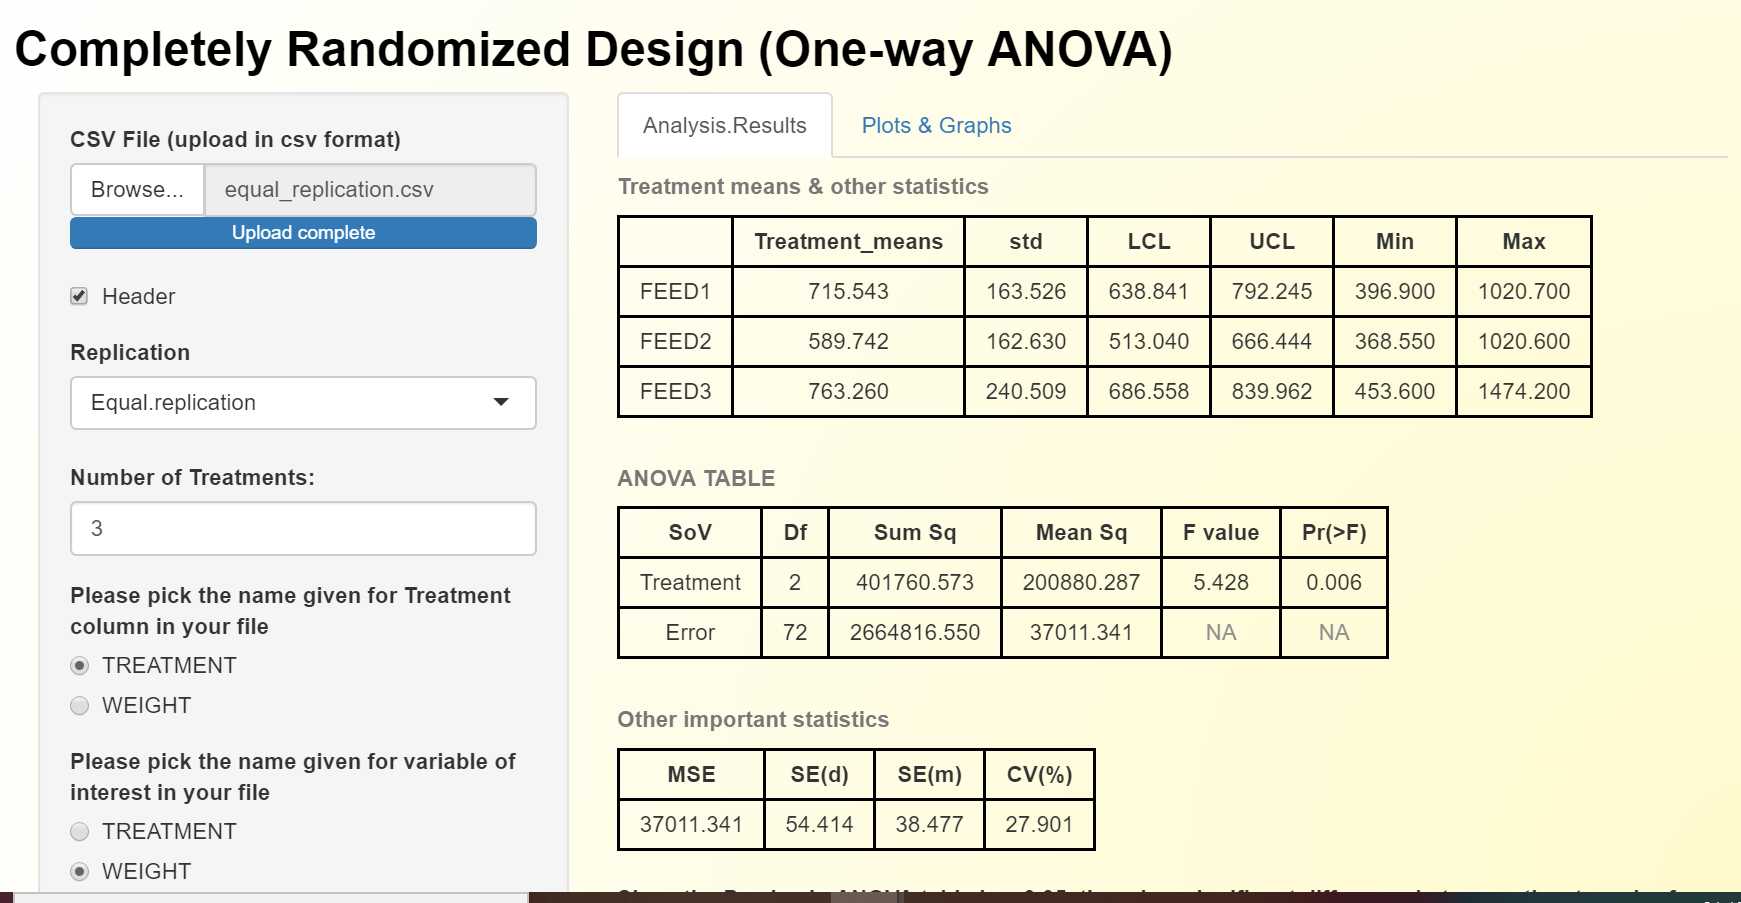 Completely Randomized Design (One-way ANOVA)
CSV File (upload in csv format)
Browse... equal_replication.csv
Upload complete
Header
Replication
Equal.replication
Number of Treatments:
3
Please pick the name given for Treatment
column in your file
TREATMENT
WEIGHT
Please pick the name given for variable of
interest in your file
TREATMENT
WEIGHT
Analysis.Results Plots & Graphs
Treatment means & other statistics
Treatment_means std LCL UCL Min Max
FEED1 715.543 163.526 638.841 792.245 396.900 1020.700
FEED2 589.742 162.630 513.040 666.444 368.550 1020.600
FEED3 763.260 240.509 686.558 839.962 453.600 1474.200
ANOVA TABLE
SoV Df Sum Sq Mean Sq F value Pr(>F)
Treatment 2 401760.573 200880.287 5.428 0.006
Error 72 2664816.550 37011.341 NA NA
Other important statistics
MSE SE(d) SE(m) CV(%)
37011.341 54.414 38.477 27.901